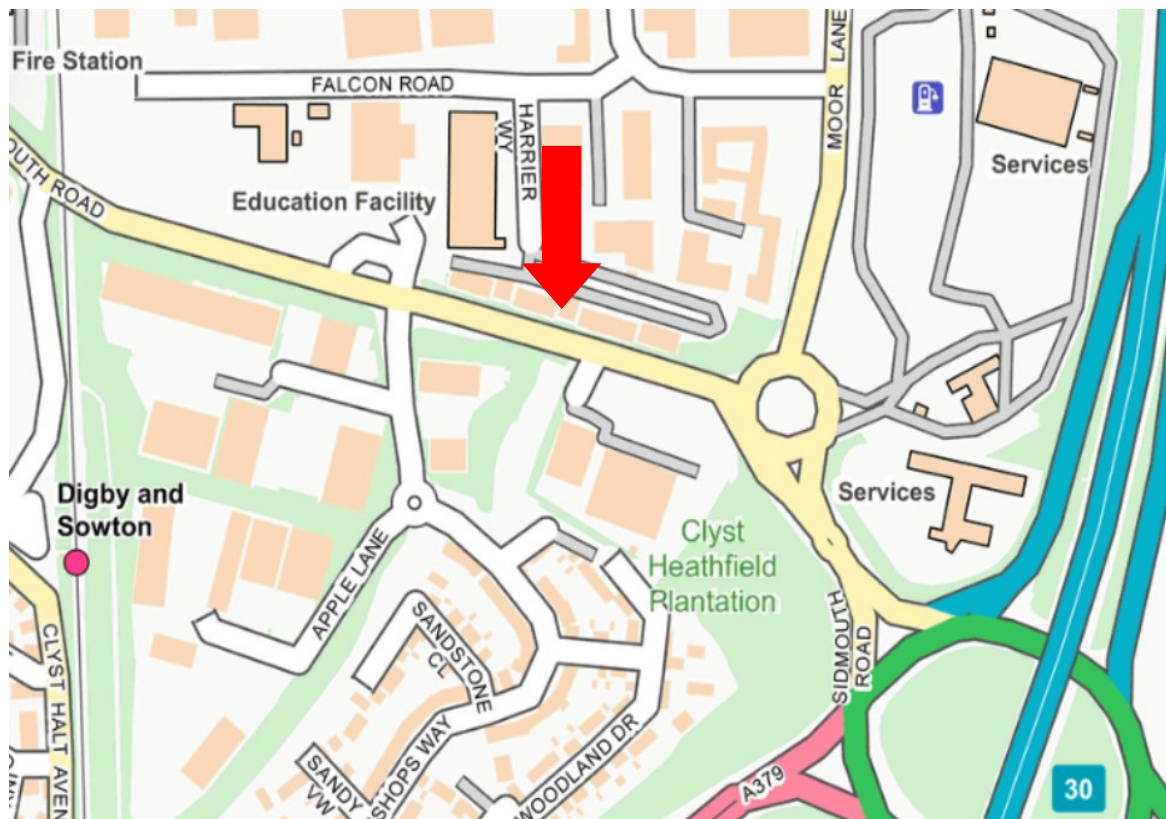 Fire Station
FALCON ROAD
HARRIER
WY
MOOR LANE
Services
OUTH ROAD
Education Facility
Digby and
Sowton
Services
Clyst
Heathfield
Plantation
APPLE LANE
SANDSTONE
CL
SIDMOUTH
ROAD
CLYST HALT AVEN
SHOPS WAY
WOODLAND DR
SANDY
VW
A379
30